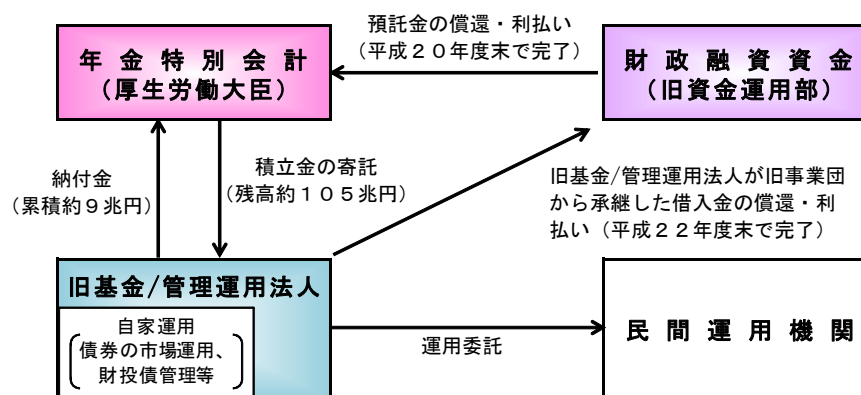 預託金の償還・利払い
（平成２０年度末で完了）
年金特別会計
（厚生労働大臣）
財政融資資金
（旧資金運用部）
納付金
（累積約９兆円）
積立金の寄託
（残高約１０５兆円）
旧基金/管理運用法人が旧事業団
から承継した借入金の償還・利
払い（平成２２年度末で完了）
旧基金/管理運用法人
自家運用
債券の市場運用、
財投債管理等
運用委託
民間運用機関